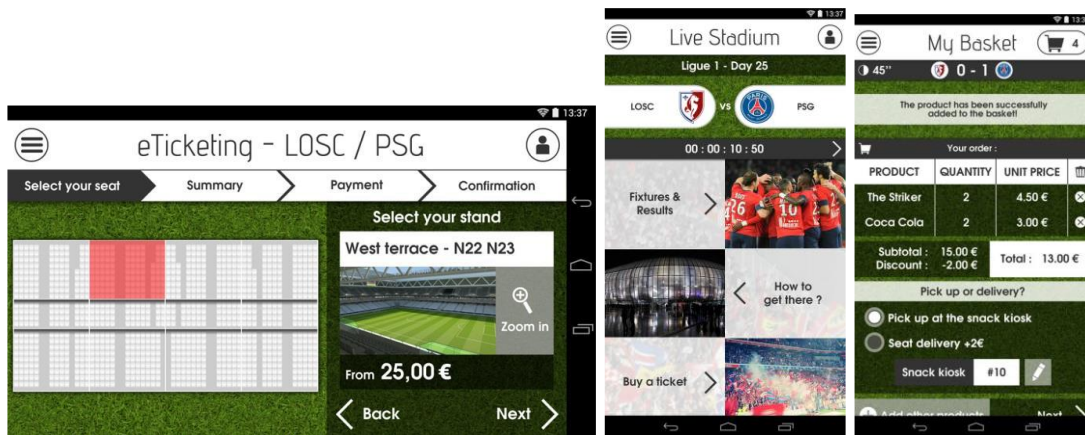 13:37
eTicketing - LOSC / PSG
Select your seat
Summary
Payment
Confirmation
Select your stand
West terrace - N22 N23
Zoom in
From 25,00 €
Back
Next
13:37
Live Stadium
Ligue 1 - Day 25
LOSC
VS
PARIS
PSG
00 : 00 : 10 : 50
Fixtures &
Results
How to
get there ?
Buy a ticket
My Basket
4
45''
0 - 1
The product has been successfully
added to the basket!
Your order :
PRODUCT QUANTITY UNIT PRICE
The Striker 2 4.50 €
Coca Cola 2 3.00 €
Subtotal : 15.00 €
Discount : -2.00 €
Total : 13.00 €
Pick up or delivery?
Pick up at the snack kiosk
Seat delivery +2€
Snack kiosk #10
Add other products
Next